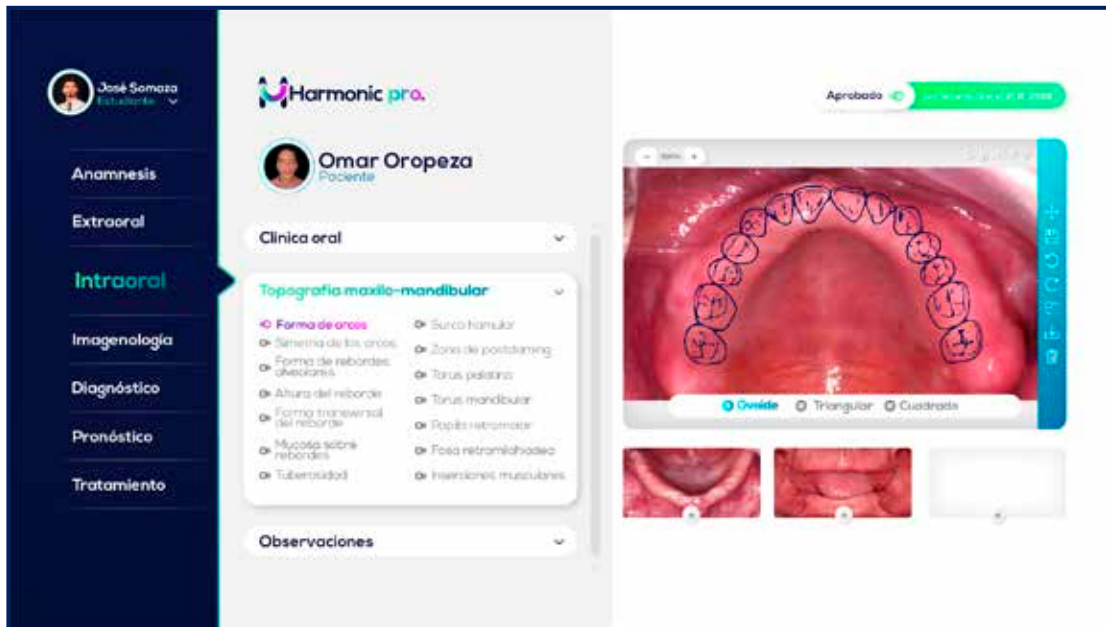 José Somoza
Estudiante
Anamnesis
Extraoral
Intraoral
Imagenología
Diagnóstico
Pronóstico
Tratamiento
Harmonic pro.
Omar Oropeza
Paciente
Clínica oral
Topografía maxilo-mandibular
Forma de arcos
Simetría de los arcos
Forma de rebordes
alveolares
Altura del reborde
Forma transversal
del reborde
Mucosa sobre
rebordes
Tuberosidad
Surco hamular
Zona de postdaming
Torus palatino
Torus mandibular
Papila retromolar
Fosa retromilohioidea
Inserciones musculares
Observaciones
Aprobado
Ovoide
Triangular
Cuadrada